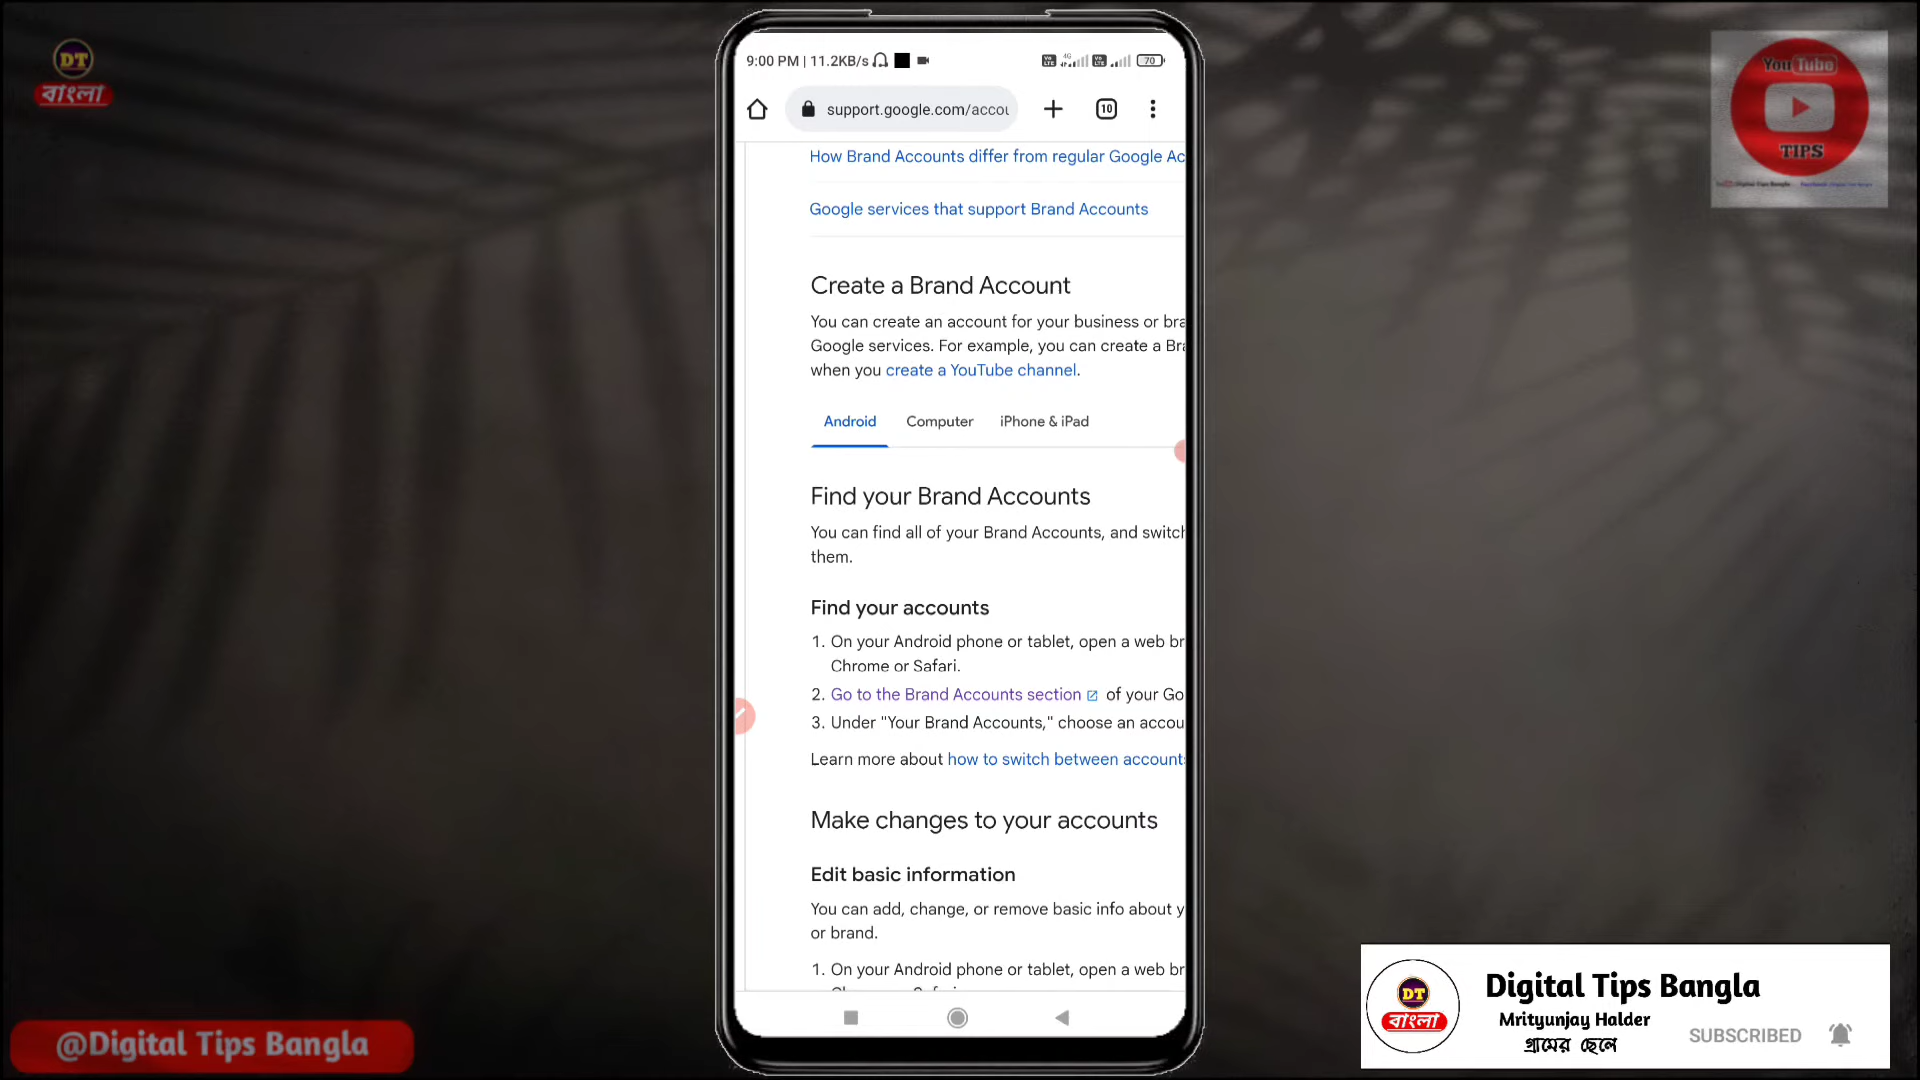 DT
বাংলা
YouTube
TIPS
9:00 PM | 11.2KB/s
4G
70
support.google.com/accou
10
How Brand Accounts differ from regular Google Ac
Google services that support Brand Accounts
Create a Brand Account
You can create an account for your business or bra
Google services. For example, you can create a Bra
when you create a YouTube channel.
Android Computer iPhone & iPad
Find your Brand Accounts
You can find all of your Brand Accounts, and switch
them.
Find your accounts
1. On your Android phone or tablet, open a web br
Chrome or Safari.
2. Go to the Brand Accounts section of your Go
3. Under "Your Brand Accounts," choose an accou
Learn more about how to switch between accounts
Make changes to your accounts
Edit basic information
You can add, change, or remove basic info about y
or brand.
1. On your Android phone or tablet, open a web br
@Digital Tips Bangla
DT
বাংলা
Digital Tips Bangla
Mrityunjay Halder
গ্রামের ছেলে
SUBSCRIBED